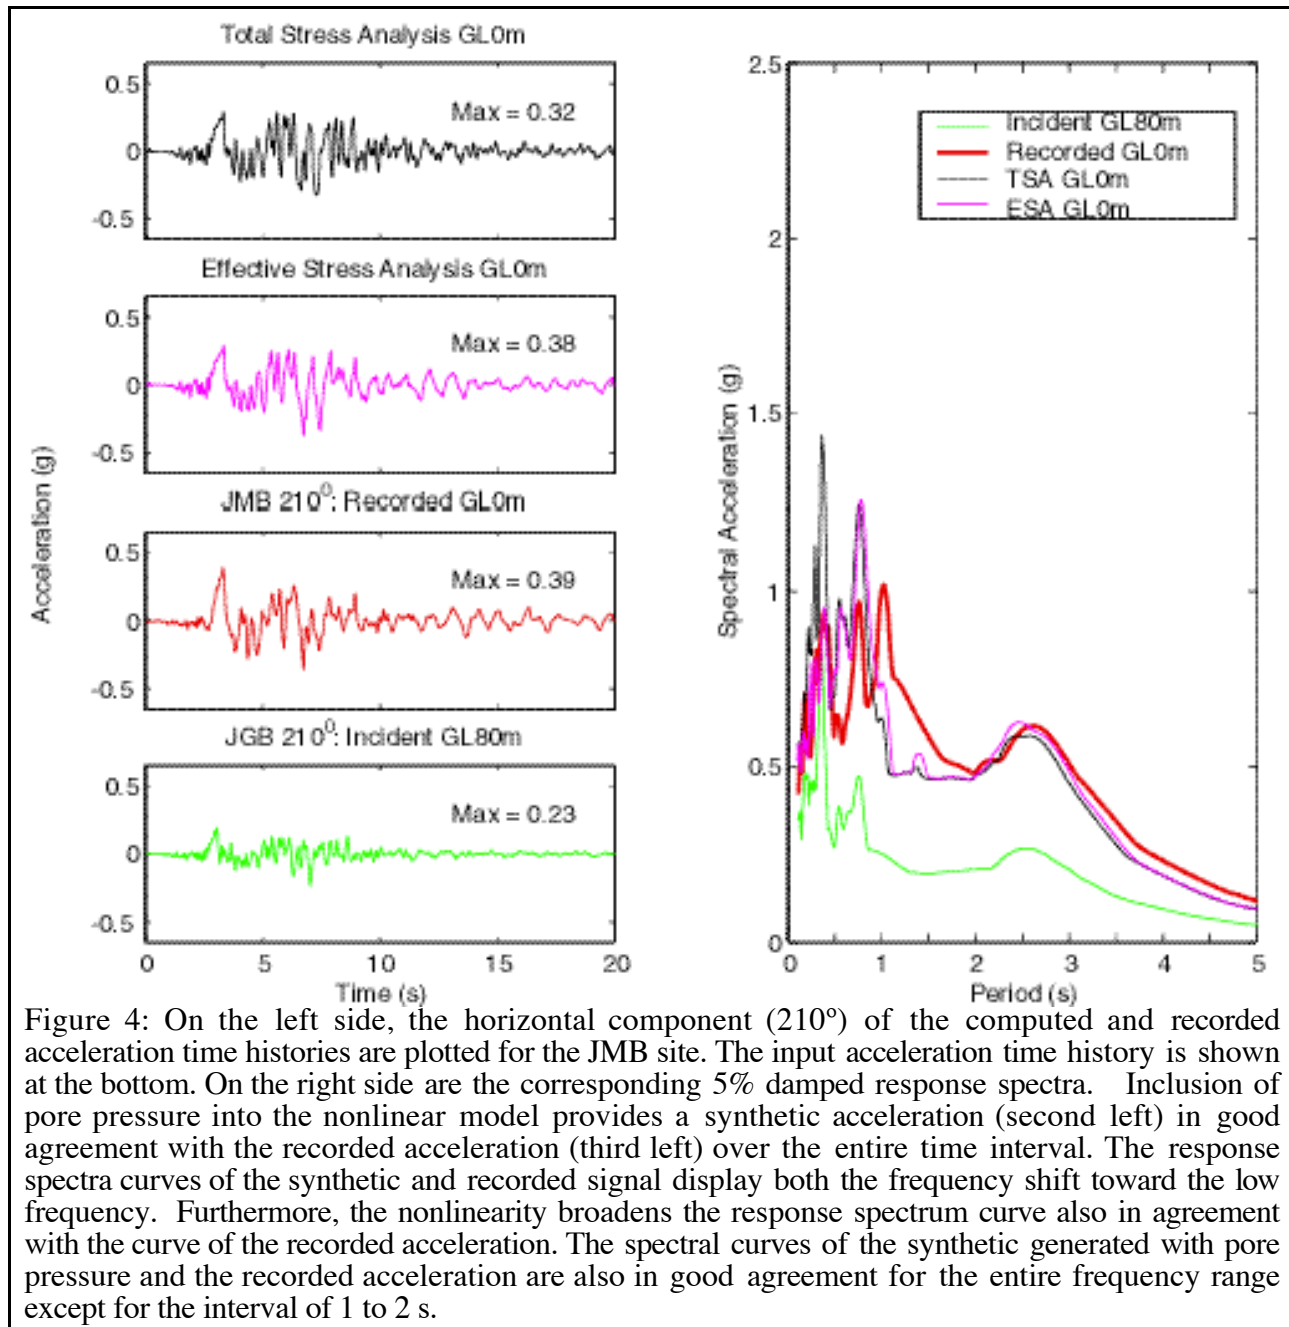 Total Stress Analysis GL0m
0.5
0
-0.5
Max = 0.32
Effective Stress Analysis GL0m
0.5
0
-0.5
Max = 0.38
JMB 210⁰: Recorded GL0m
0.5
0
-0.5
Max = 0.39
JGB 210⁰: Incident GL80m
0.5
0
-0.5
Max = 0.23
0 5 10 15 20
Time (s)
Acceleration (g)
2.5
2
1.5
1
0.5
0
Spectral Acceleration (g)
Incident GL80m
Recorded GL0m
TSA GL0m
ESA GL0m
0 1 2 3 4 5
Period (s)
Figure 4: On the left side, the horizontal component (210º) of the computed and recorded
acceleration time histories are plotted for the JMB site. The input acceleration time history is shown
at the bottom. On the right side are the corresponding 5% damped response spectra. Inclusion of
pore pressure into the nonlinear model provides a synthetic acceleration (second left) in good
agreement with the recorded acceleration (third left) over the entire time interval. The response
spectra curves of the synthetic and recorded signal display both the frequency shift toward the low
frequency. Furthermore, the nonlinearity broadens the response spectrum curve also in agreement
with the curve of the recorded acceleration. The spectral curves of the synthetic generated with pore
pressure and the recorded acceleration are also in good agreement for the entire frequency range
except for the interval of 1 to 2 s.